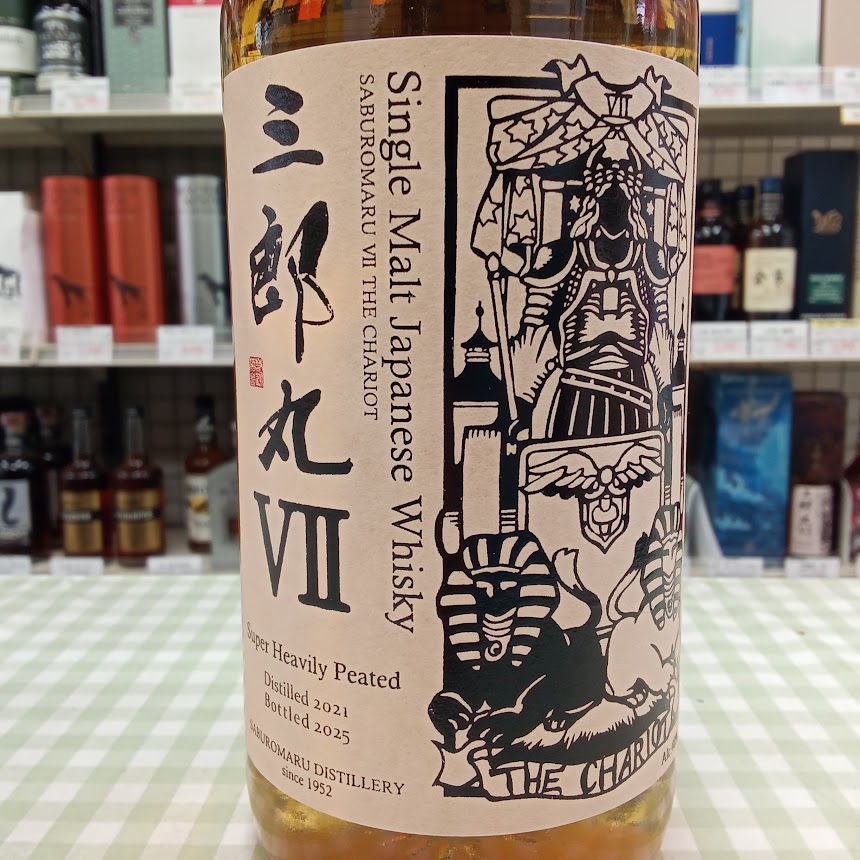 三郎丸 VII
Single Malt Japanese Whisky
SABUROMARU VII THE CHARIOT
Super Heavily Peated
Distilled 2021
Bottled 2025
SABUROMARU DISTILLERY
since 1952
VII
THE CHARIOT